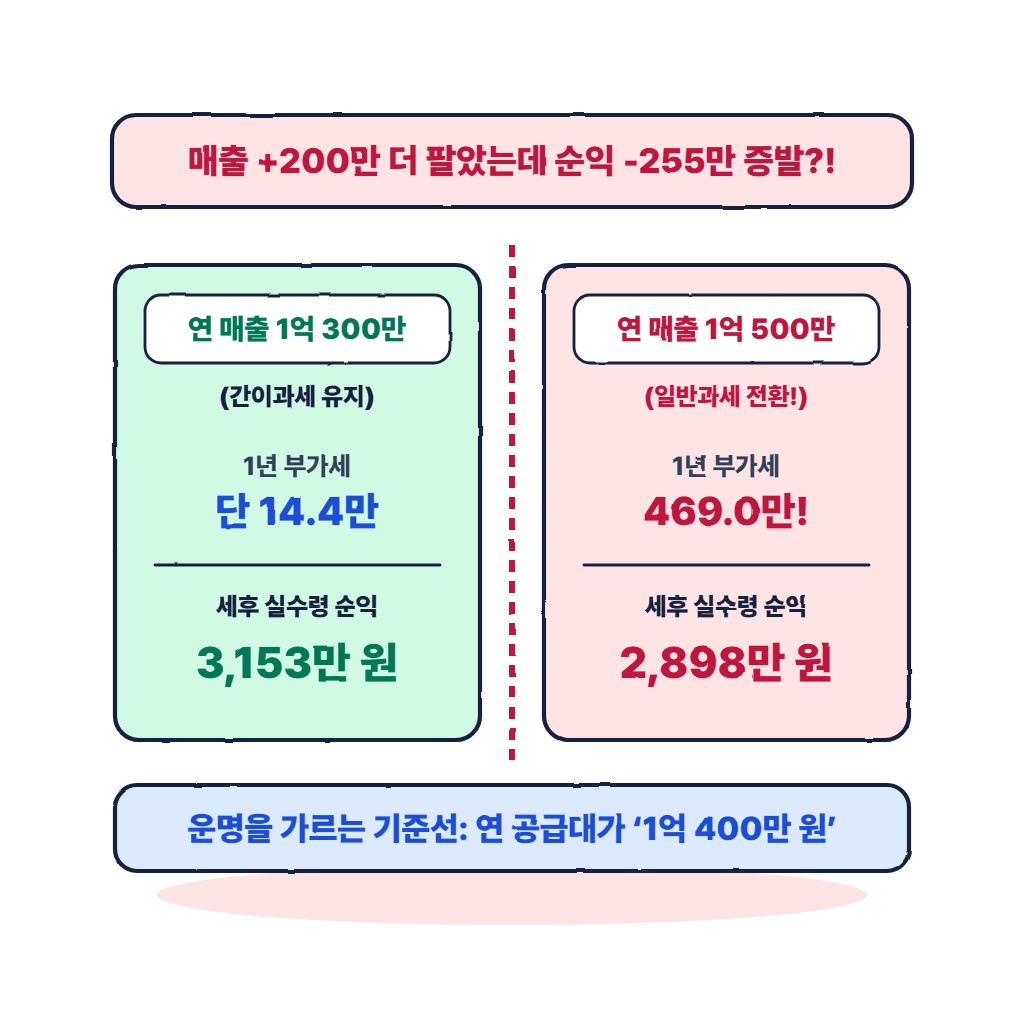 매출 +200만 더 팔았는데 순익 -255만 증발?!
연 매출 1억 300만
(간이과세 유지)
1년 부가세
단 14.4만
세후 실수령 순익
3,153만 원
연 매출 1억 500만
(일반과세 전환!)
1년 부가세
469.0만!
세후 실수령 순익
2,898만 원
운명을 가르는 기준선: 연 공급대가 ‘1억 400만 원’